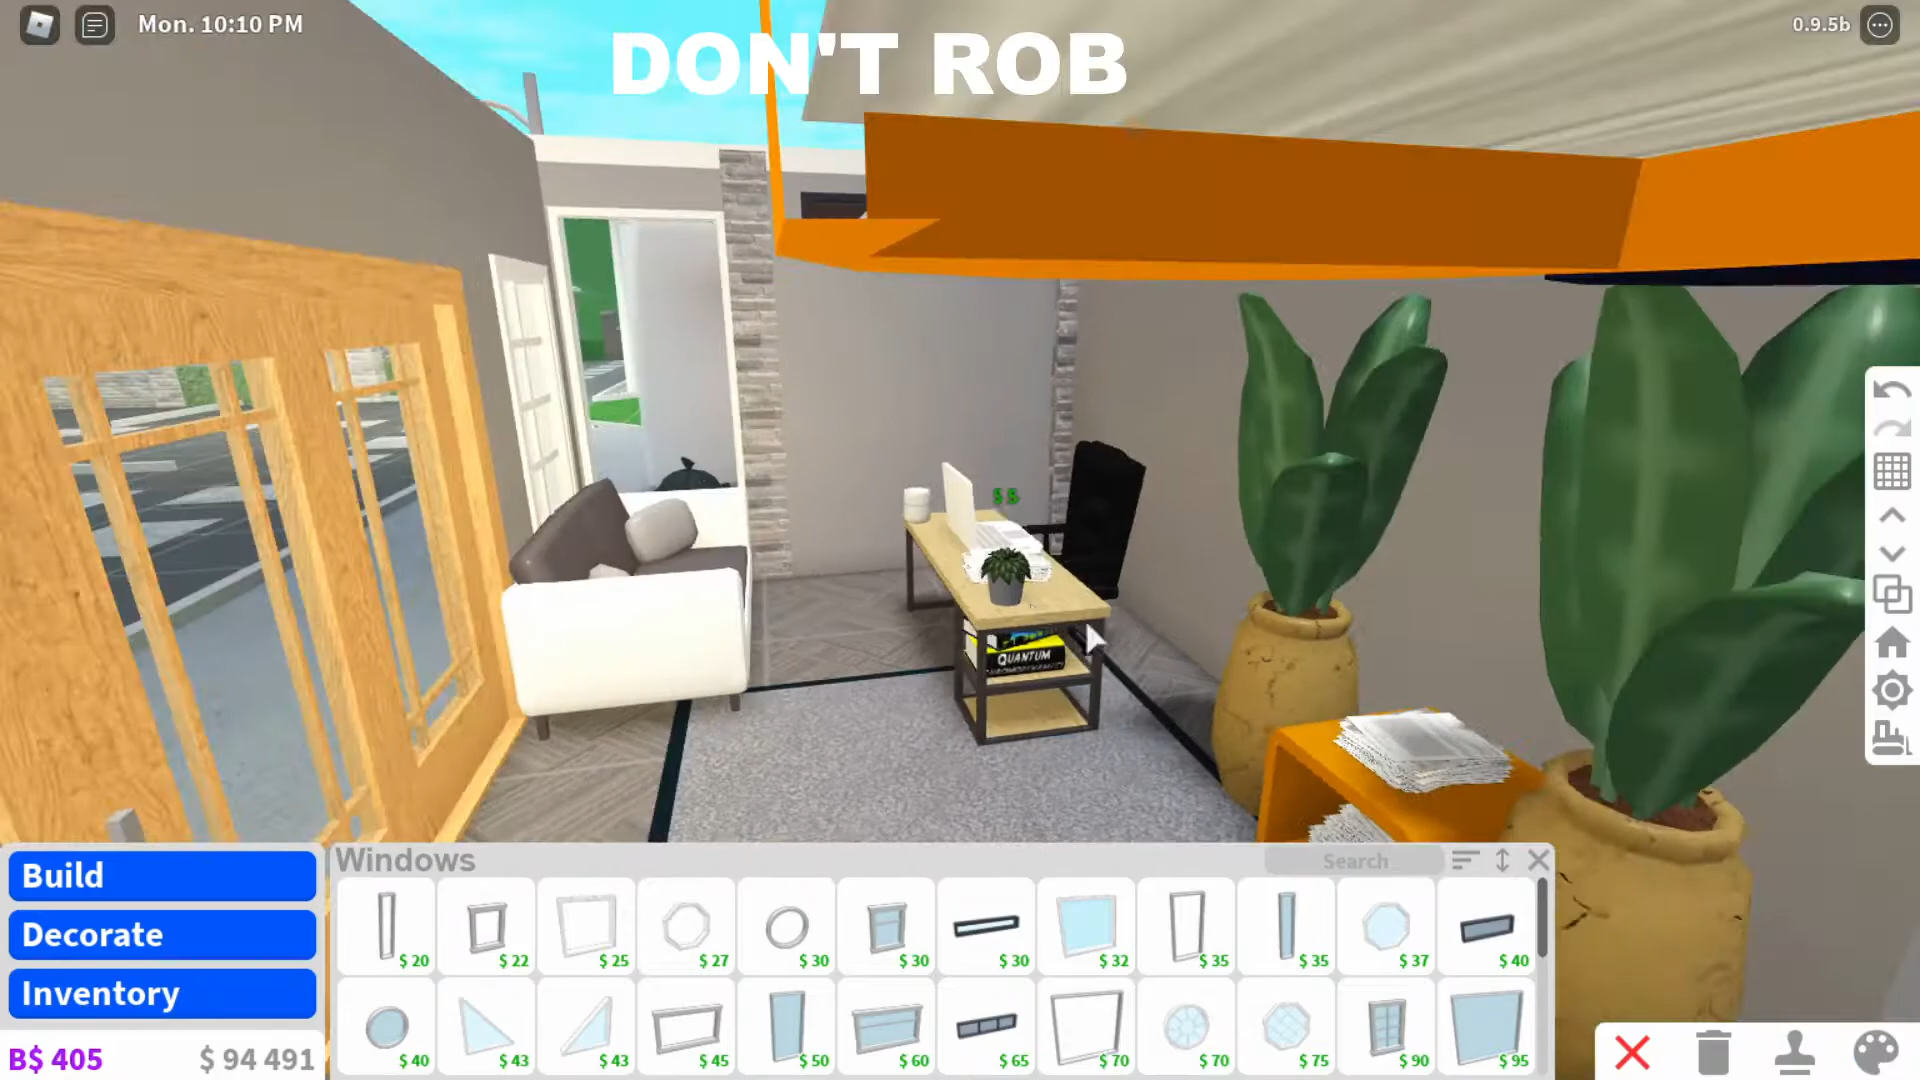 Mon. 10:10 PM
DON'T ROB
0.9.5b
$ $
QUANTUM
Build
Decorate
Inventory
B$ 405
$ 94 491
Windows
Search
$ 20
$ 22
$ 25
$ 27
$ 30
$ 30
$ 30
$ 32
$ 35
$ 35
$ 37
$ 40
$ 40
$ 43
$ 43
$ 45
$ 50
$ 60
$ 65
$ 70
$ 70
$ 75
$ 90
$ 95